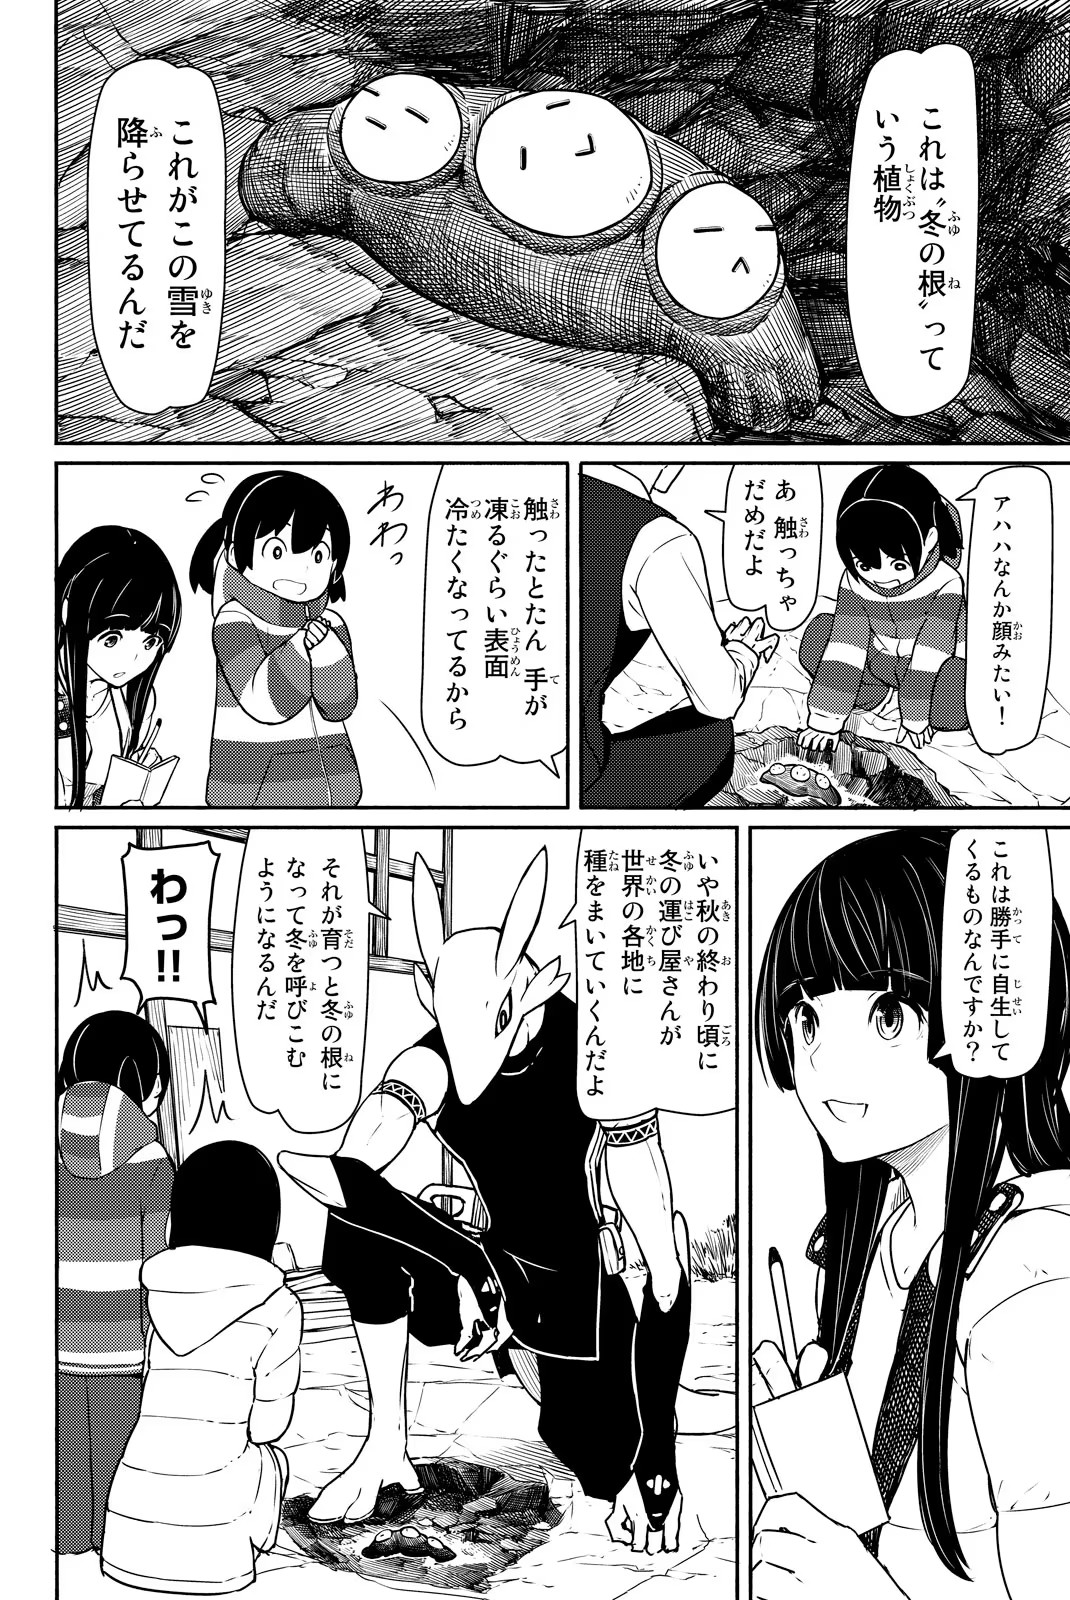 これは〝冬の根〟って
いう植物
これがこの雪を
降らせてるんだ
アハハなんか顔みたい!
あ 触っちゃ
だめだよ
触ったとたん 手が
凍るぐらい表面
冷たくなってるから
わわっ
これは勝手に自生して
くるものなんですか?
いや秋の終わり頃に
冬の運び屋さんが
世界の各地に
種をまいていくんだよ
それが育つと冬の根に
なって冬を呼びこむ
ようになるんだ
わっ!!